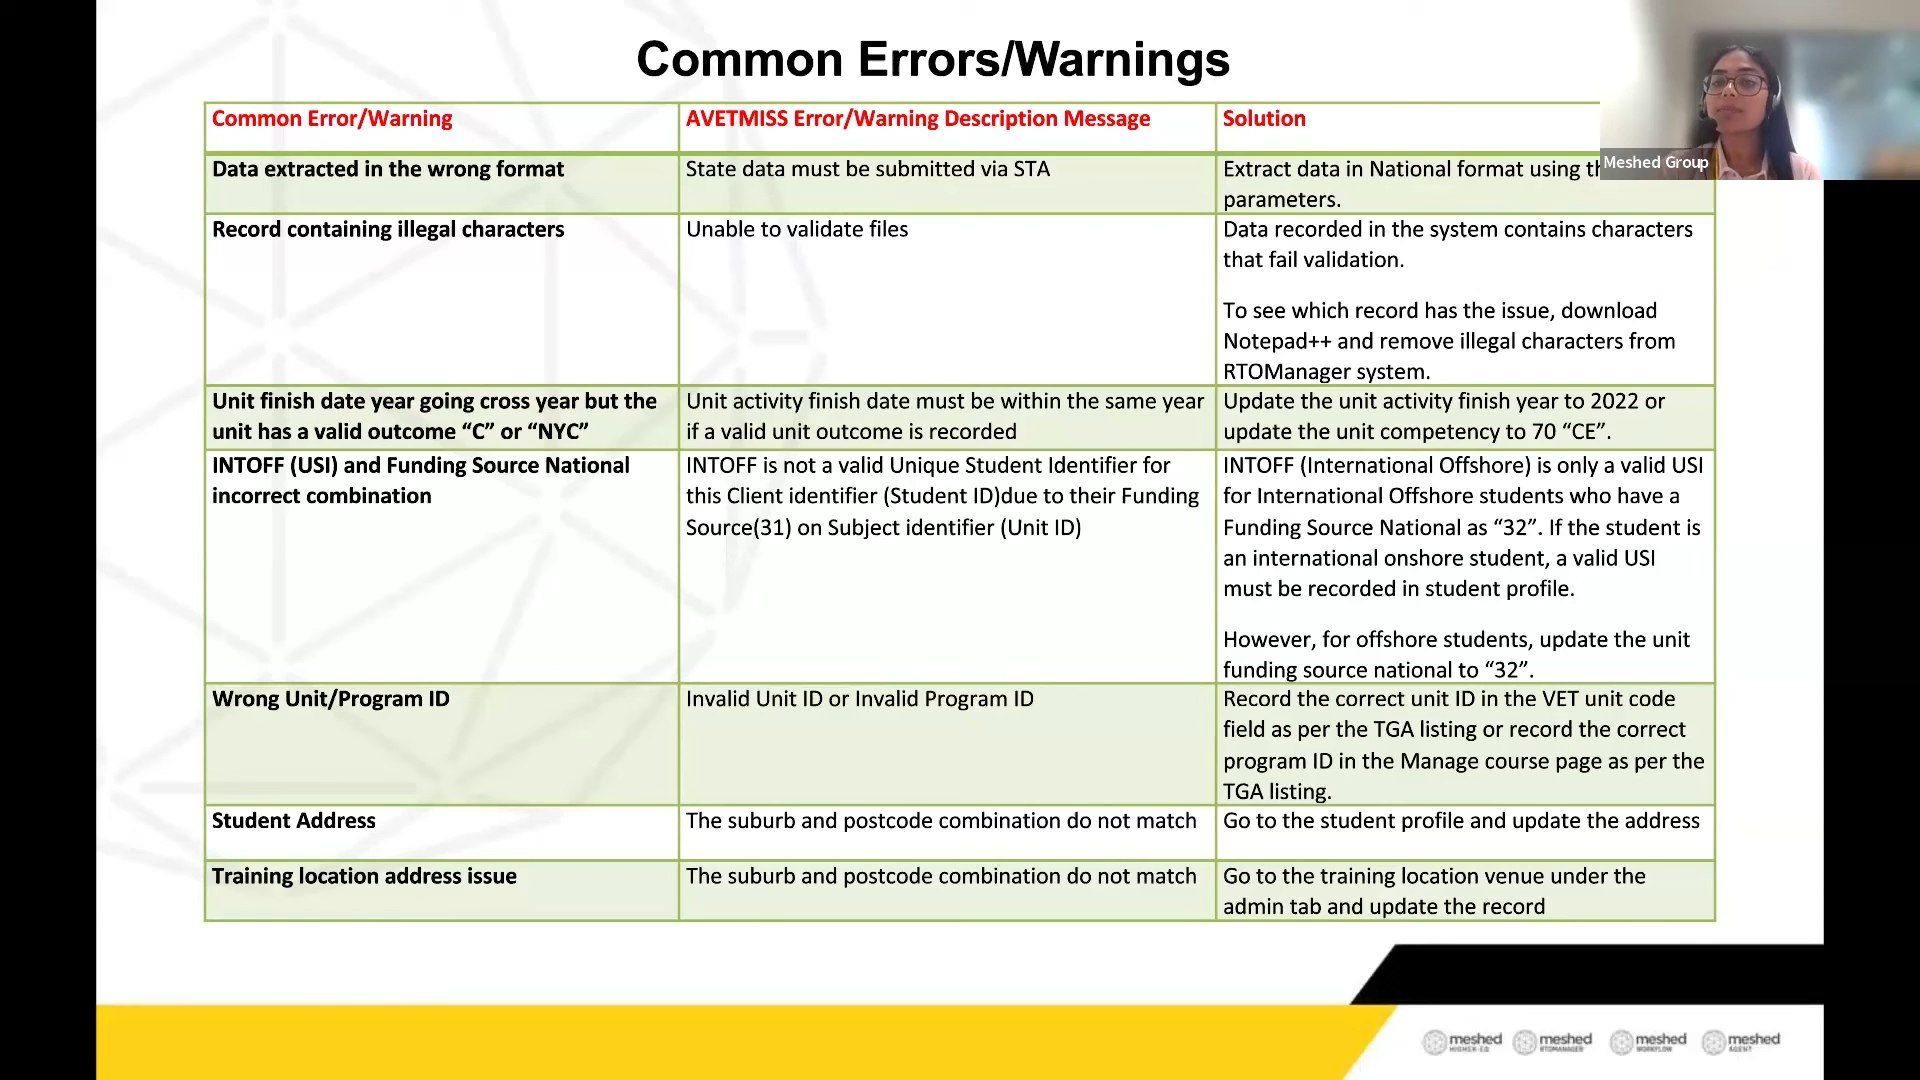 Common Errors/Warnings
Meshed Group
Common Error/Warning
AVETMISS Error/Warning Description Message
Solution
Data extracted in the wrong format
State data must be submitted via STA
Extract data in National format using
parameters.
Record containing illegal characters
Unable to validate files
Data recorded in the system contains characters
that fail validation.
To see which record has the issue, download
Notepad++ and remove illegal characters from
RTOManager system.
Unit finish date year going cross year but the
unit has a valid outcome “C” or “NYC”
Unit activity finish date must be within the same year
if a valid unit outcome is recorded
Update the unit activity finish year to 2022 or
update the unit competency to 70 “CE”.
INTOFF (USI) and Funding Source National
incorrect combination
INTOFF is not a valid Unique Student Identifier for
this Client identifier (Student ID)due to their Funding
Source(31) on Subject identifier (Unit ID)
INTOFF (International Offshore) is only a valid USI
for International Offshore students who have a
Funding Source National as “32”. If the student is
an international onshore student, a valid USI
must be recorded in student profile.
However, for offshore students, update the unit
funding source national to “32”.
Wrong Unit/Program ID
Invalid Unit ID or Invalid Program ID
Record the correct unit ID in the VET unit code
field as per the TGA listing or record the correct
program ID in the Manage course page as per the
TGA listing.
Student Address
The suburb and postcode combination do not match
Go to the student profile and update the address
Training location address issue
The suburb and postcode combination do not match
Go to the training location venue under the
admin tab and update the record
meshed
HIGHER-ED
meshed
RTOMANAGER
meshed
WORKFLOW
meshed
AGENT